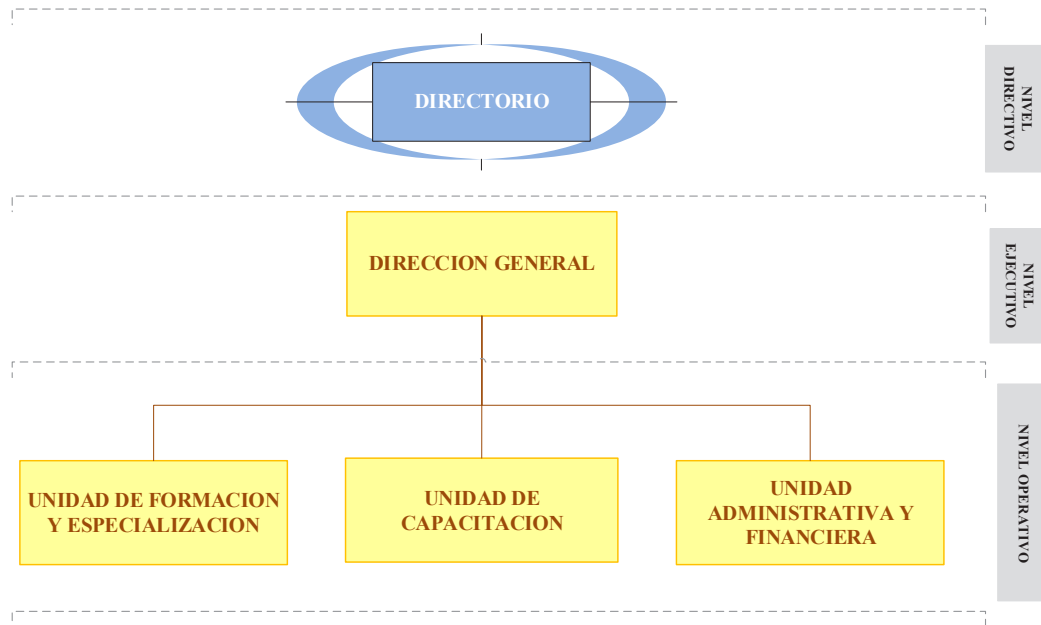 DIRECTORIO
NIVEL
DIRECTIVO
DIRECCION GENERAL
NIVEL
EJECUTIVO
UNIDAD DE FORMACION
Y ESPECIALIZACION
UNIDAD DE
CAPACITACION
UNIDAD
ADMINISTRATIVA Y
FINANCIERA
NIVEL OPERATIVO